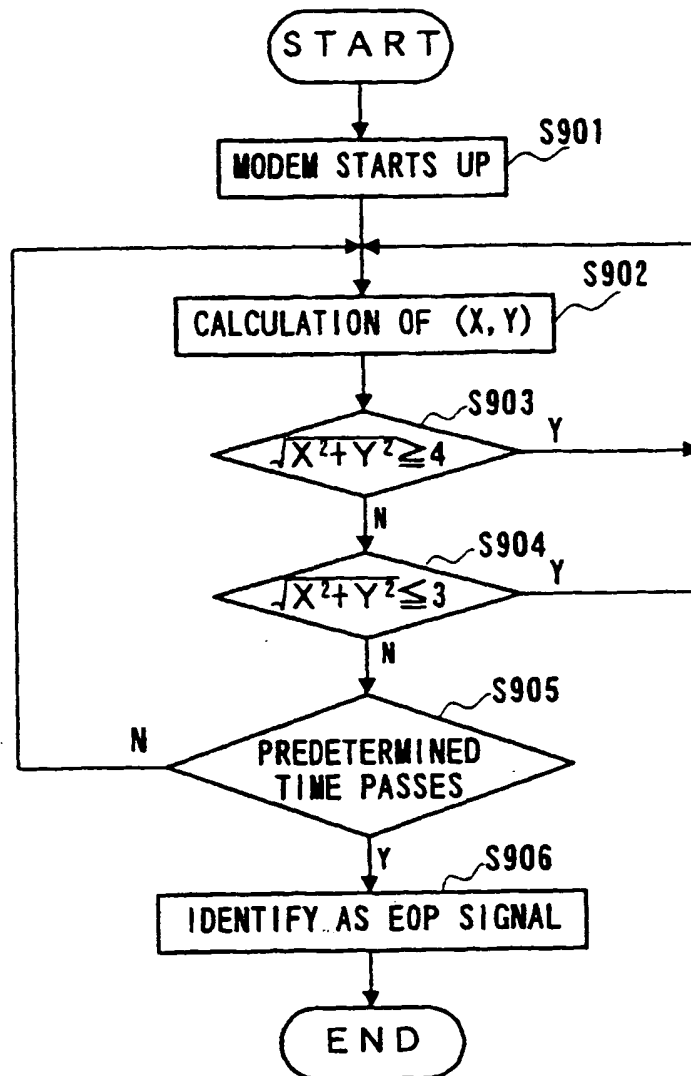 START
S901
MODEM STARTS UP
S902
CALCULATION OF (X,Y)
S903
√X²+Y²≧4
Y
N
S904
√X²+Y²≦3
Y
N
S905
N
PREDETERMINED
TIME PASSES
Y
S906
IDENTIFY AS EOP SIGNAL
END